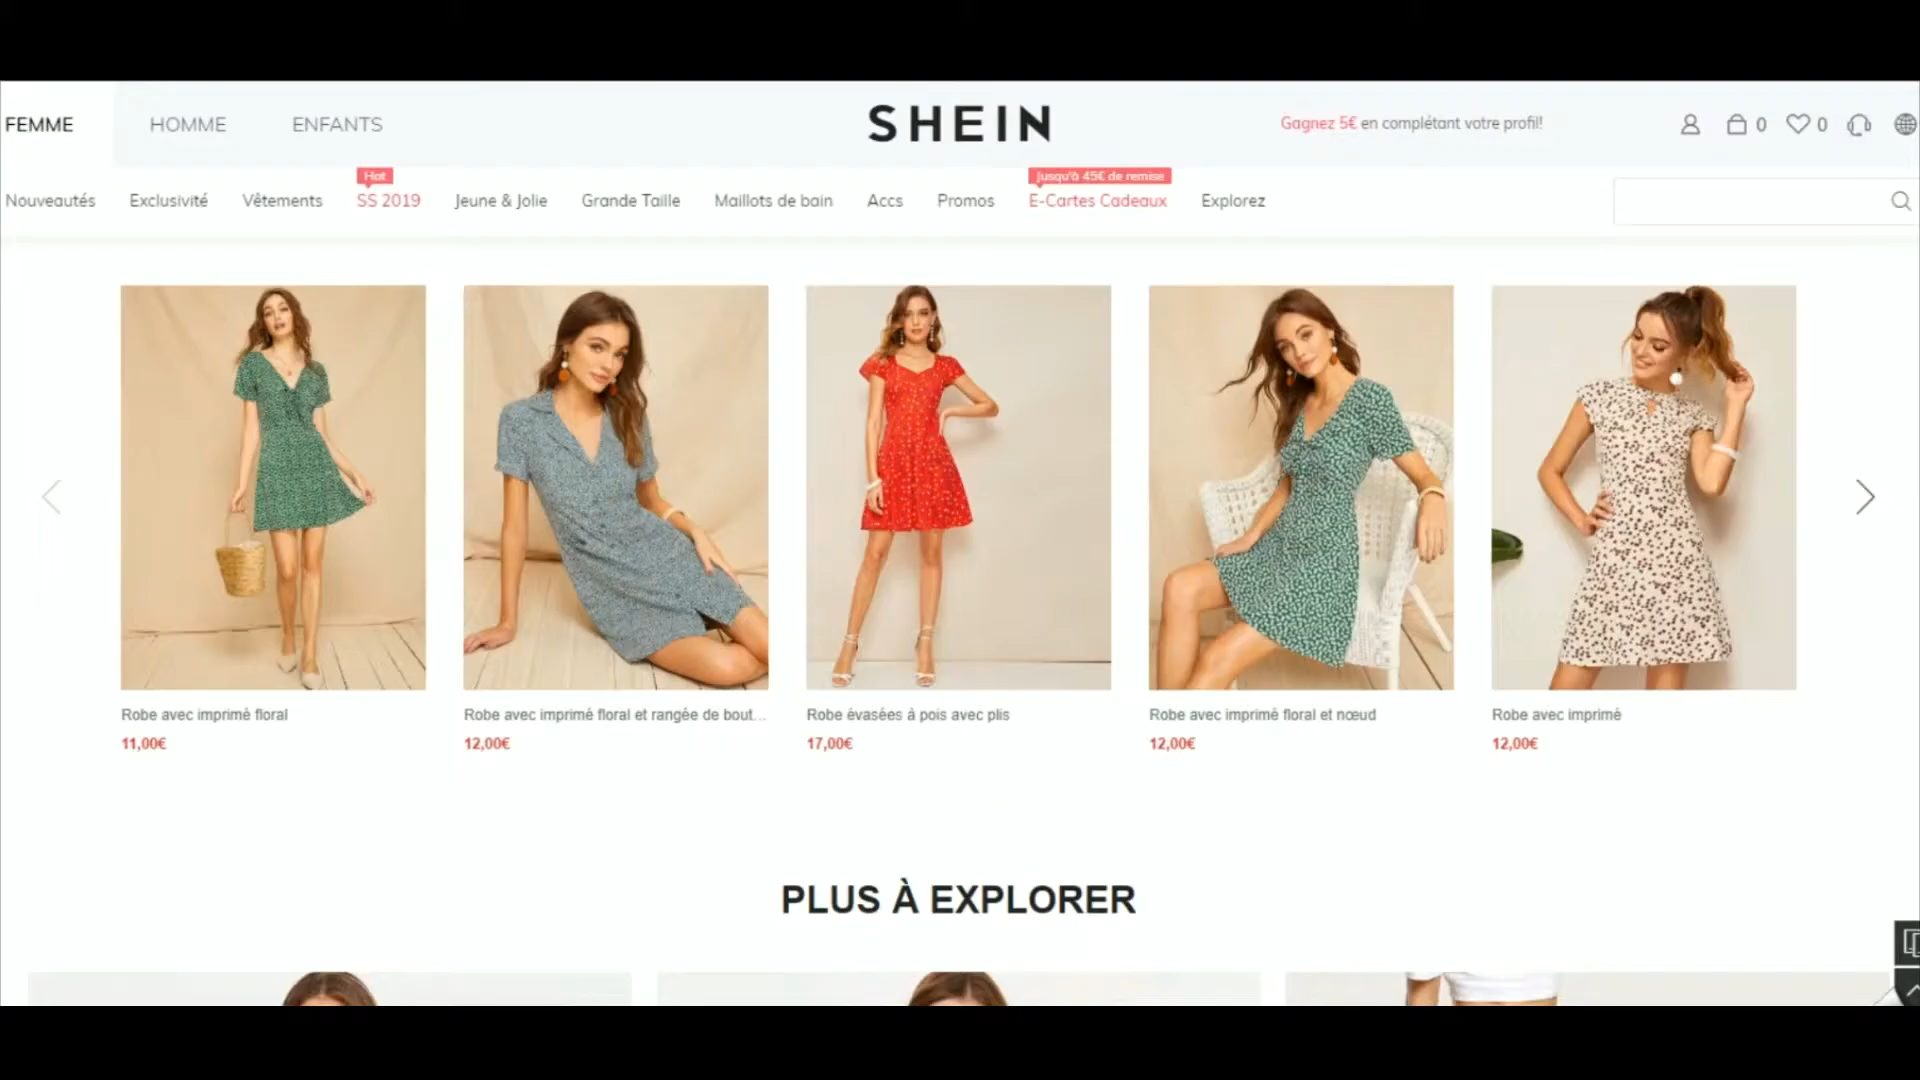 FEMME HOMME ENFANTS SHEIN Gagnez 5€ en complétant votre profil! 0 0
Hot Jusqu'à 45€ de remise
Nouveautés Exclusivité Vêtements SS 2019 Jeune & Jolie Grande Taille Maillots de bain Accs Promos E-Cartes Cadeaux Explorez
Robe avec imprimé floral Robe avec imprimé floral et rangée de bout... Robe évasées à pois avec plis Robe avec imprimé floral et nœud Robe avec imprimé
11,00€ 12,00€ 17,00€ 12,00€ 12,00€
PLUS À EXPLORER